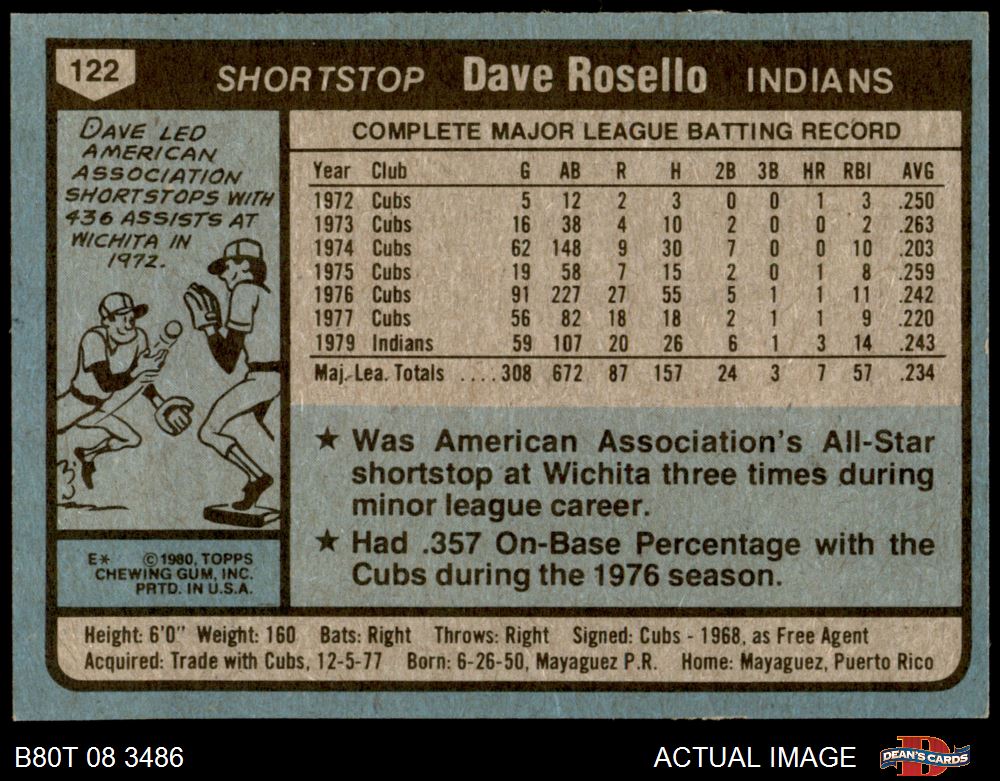 122
SHORTSTOP Dave Rosello INDIANS
DAVE LED
AMERICAN
ASSOCIATION
SHORTSTOPS WITH
436 ASSISTS AT
WICHITA IN
1972.
COMPLETE MAJOR LEAGUE BATTING RECORD
Year Club G AB R H 2B 3B HR RBI AVG
1972 Cubs 5 12 2 3 0 0 1 3 .250
1973 Cubs 16 38 4 10 2 0 0 2 .263
1974 Cubs 62 148 9 30 7 0 0 10 .203
1975 Cubs 19 58 7 15 2 0 1 8 .259
1976 Cubs 91 227 27 55 5 1 1 11 .242
1977 Cubs 56 82 18 18 2 1 1 9 .220
1979 Indians 59 107 20 26 6 1 3 14 .243
Maj. Lea. Totals ....308 672 87 157 24 3 7 57 .234
★ Was American Association's All-Star
shortstop at Wichita three times during
minor league career.
★ Had .357 On-Base Percentage with the
Cubs during the 1976 season.
E* ©1980, TOPPS
CHEWING GUM, INC.
PRTD. IN U.S.A.
Height: 6'0" Weight: 160 Bats: Right Throws: Right Signed: Cubs - 1968, as Free Agent
Acquired: Trade with Cubs, 12-5-77 Born: 6-26-50, Mayaguez P.R. Home: Mayaguez, Puerto Rico
B80T 08 3486
ACTUAL IMAGE
DEAN'S CARDS